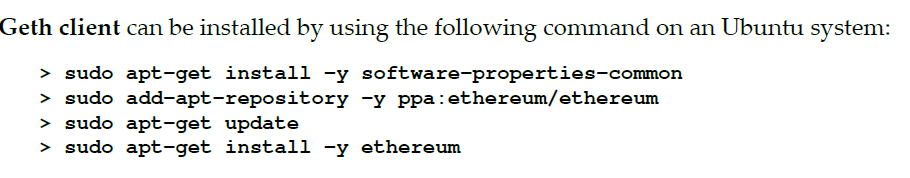 Geth client can be installed by using the following command on an Ubuntu system:
> sudo apt-get install -y software-properties-common
> sudo add-apt-repository -y ppa:ethereum/ethereum
> sudo apt-get update
> sudo apt-get install -y ethereum